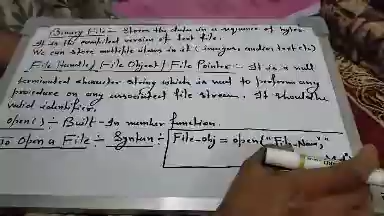 Binary File :- Stores the data in a sequence of bytes.
It is the compiled version of text file.
We can store multiple items in it (images, audio, text etc)
File Handle / File Object / File Pointer :- It is a null
terminated character string which is used to perform any
procedure on any associated file stream. It should be
valid identifier.
open() ÷ Built-In number function.
To Open a File ÷ Syntax ÷ File-obj = open("File-Name",